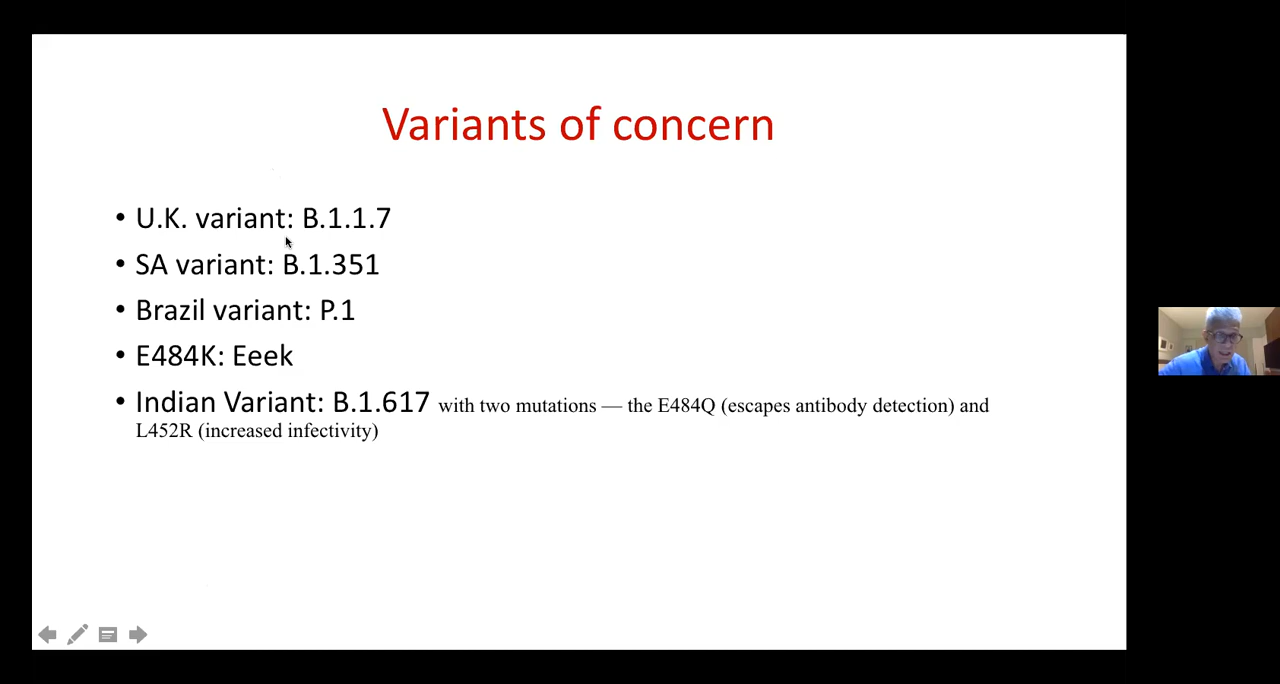 Variants of concern
• U.K. variant: B.1.1.7
• SA variant: B.1.351
• Brazil variant: P.1
• E484K: Eeek
• Indian Variant: B.1.617 with two mutations — the E484Q (escapes antibody detection) and
L452R (increased infectivity)